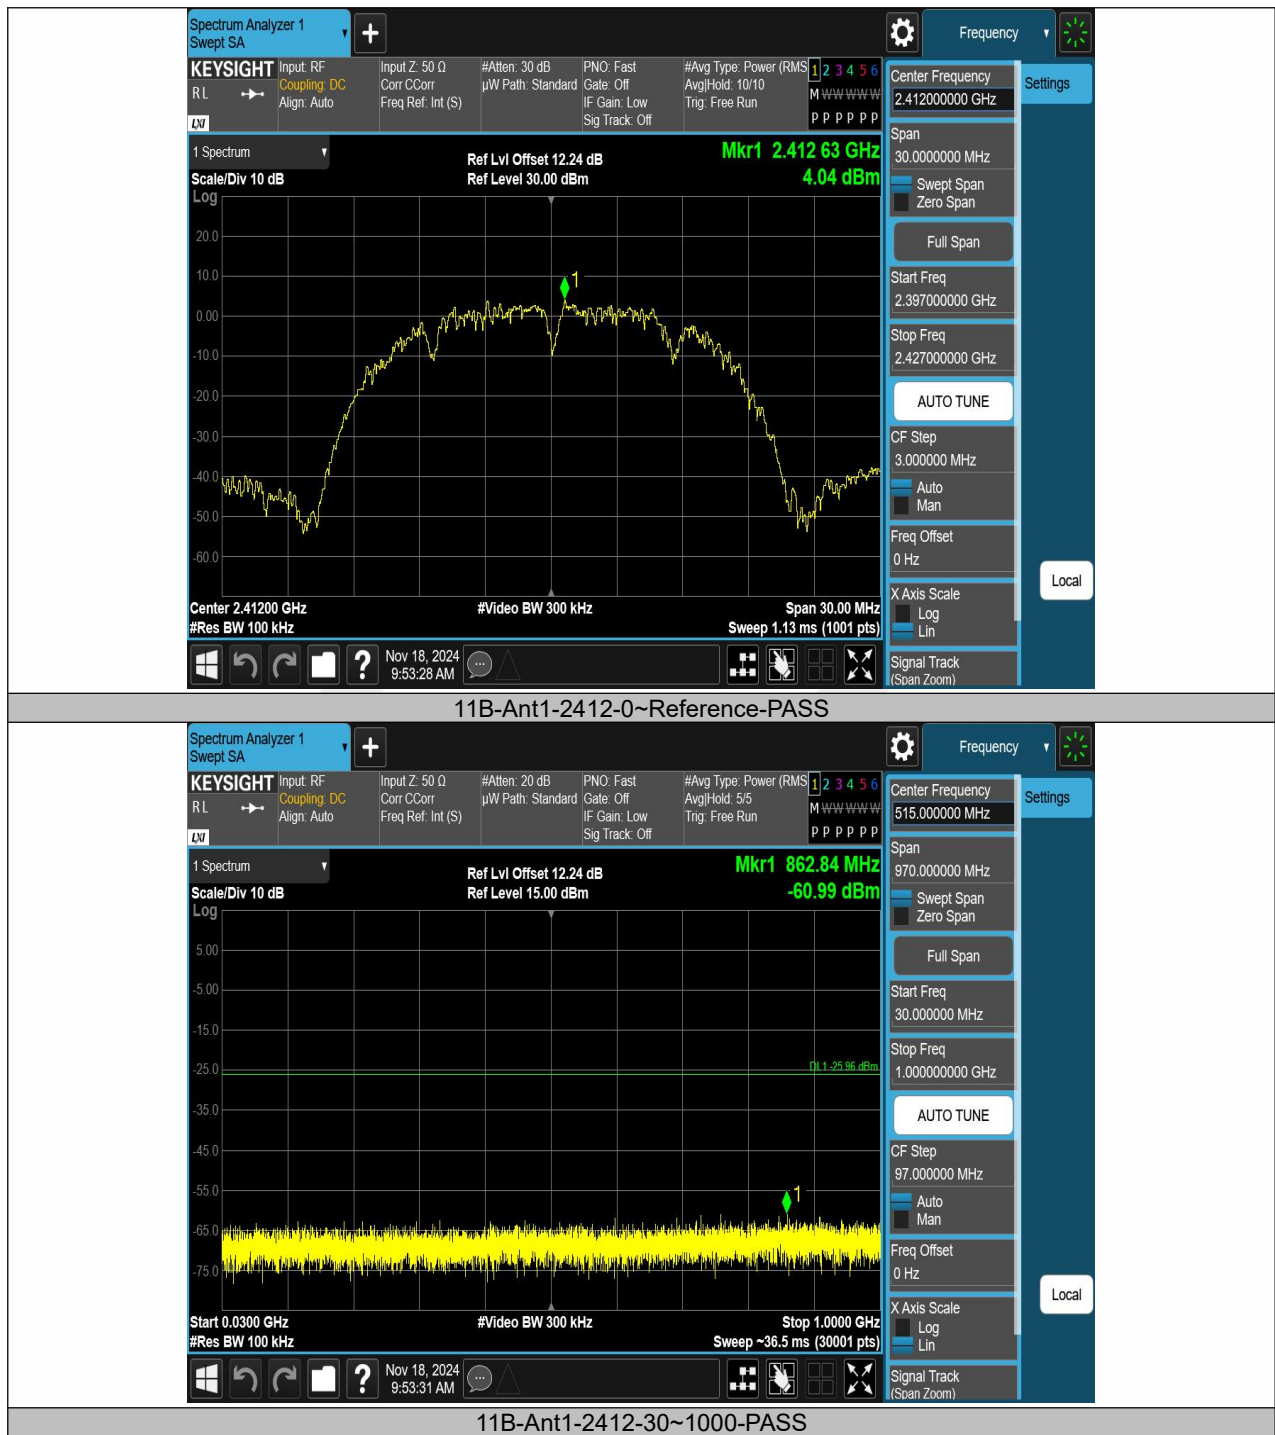 Spectrum Analyzer 1
Swept SA
+
Frequency
KEYSIGHT
RL
LXI
Input: RF
Coupling: DC
Align: Auto
Input Z: 50 Ω
Corr CCorr
Freq Ref: Int (S)
#Atten: 30 dB
µW Path: Standard
PNO: Fast
Gate: Off
IF Gain: Low
Sig Track: Off
#Avg Type: Power (RMS
Avg|Hold: 10/10
Trig: Free Run
1 2 3 4 5 6
M W W W W W
P P P P P P
1 Spectrum
Scale/Div 10 dB
Log
Ref Lvl Offset 12.24 dB
Ref Level 30.00 dBm
Mkr1 2.412 63 GHz
4.04 dBm
20.0
10.0
0.00
-10.0
-20.0
-30.0
-40.0
-50.0
-60.0
1
Center 2.41200 GHz
#Res BW 100 kHz
#Video BW 300 kHz
Span 30.00 MHz
Sweep 1.13 ms (1001 pts)
Center Frequency
2.412000000 GHz
Settings
Span
30.0000000 MHz
Swept Span
Zero Span
Full Span
Start Freq
2.397000000 GHz
Stop Freq
2.427000000 GHz
AUTO TUNE
CF Step
3.000000 MHz
Auto
Man
Freq Offset
0 Hz
X Axis Scale
Log
Lin
Signal Track
(Span Zoom)
Local
?
Nov 18, 2024
9:53:28 AM
11B-Ant1-2412-0~Reference-PASS
Spectrum Analyzer 1
Swept SA
+
Frequency
KEYSIGHT
RL
LXI
Input: RF
Coupling: DC
Align: Auto
Input Z: 50 Ω
Corr CCorr
Freq Ref: Int (S)
#Atten: 20 dB
µW Path: Standard
PNO: Fast
Gate: Off
IF Gain: Low
Sig Track: Off
#Avg Type: Power (RMS
Avg|Hold: 5/5
Trig: Free Run
1 2 3 4 5 6
M W W W W W
P P P P P P
1 Spectrum
Scale/Div 10 dB
Log
Ref Lvl Offset 12.24 dB
Ref Level 15.00 dBm
Mkr1 862.84 MHz
-60.99 dBm
5.00
-5.00
-15.0
-25.0
-35.0
-45.0
-55.0
-65.0
-75.0
DL1 -25.96 dBm
1
Start 0.0300 GHz
#Res BW 100 kHz
#Video BW 300 kHz
Stop 1.0000 GHz
Sweep ~36.5 ms (30001 pts)
Center Frequency
515.000000 MHz
Settings
Span
970.000000 MHz
Swept Span
Zero Span
Full Span
Start Freq
30.000000 MHz
Stop Freq
1.000000000 GHz
AUTO TUNE
CF Step
97.000000 MHz
Auto
Man
Freq Offset
0 Hz
X Axis Scale
Log
Lin
Signal Track
(Span Zoom)
Local
?
Nov 18, 2024
9:53:31 AM
11B-Ant1-2412-30~1000-PASS